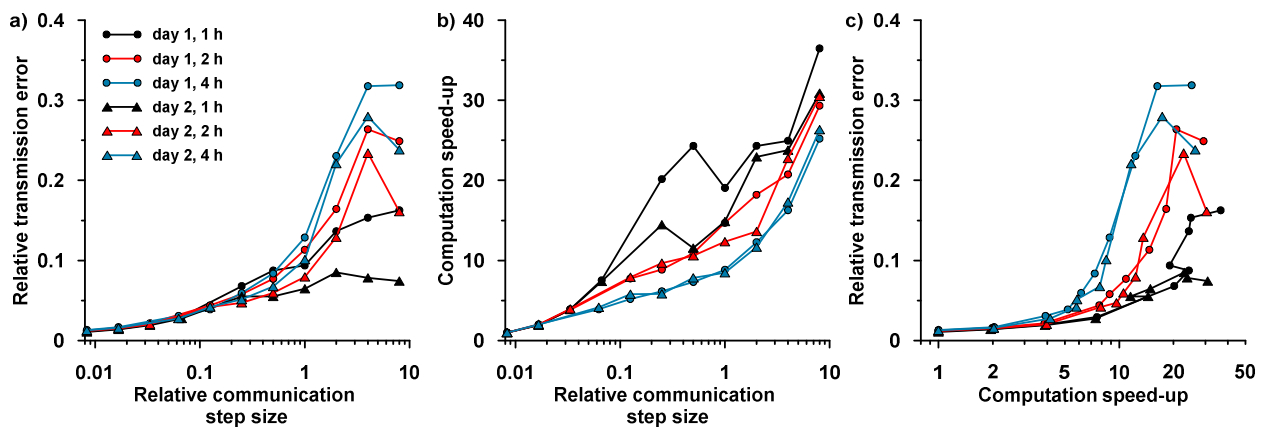 a)
Relative transmission error
0.4
0.3
0.2
0.1
0
day 1, 1 h
day 1, 2 h
day 1, 4 h
day 2, 1 h
day 2, 2 h
day 2, 4 h
0.01 0.1 1 10
Relative communication
step size
b)
Computation speed-up
40
30
20
10
0
0.01 0.1 1 10
Relative communication
step size
c)
Relative transmission error
0.4
0.3
0.2
0.1
0
1 2 5 10 20 50
Computation speed-up